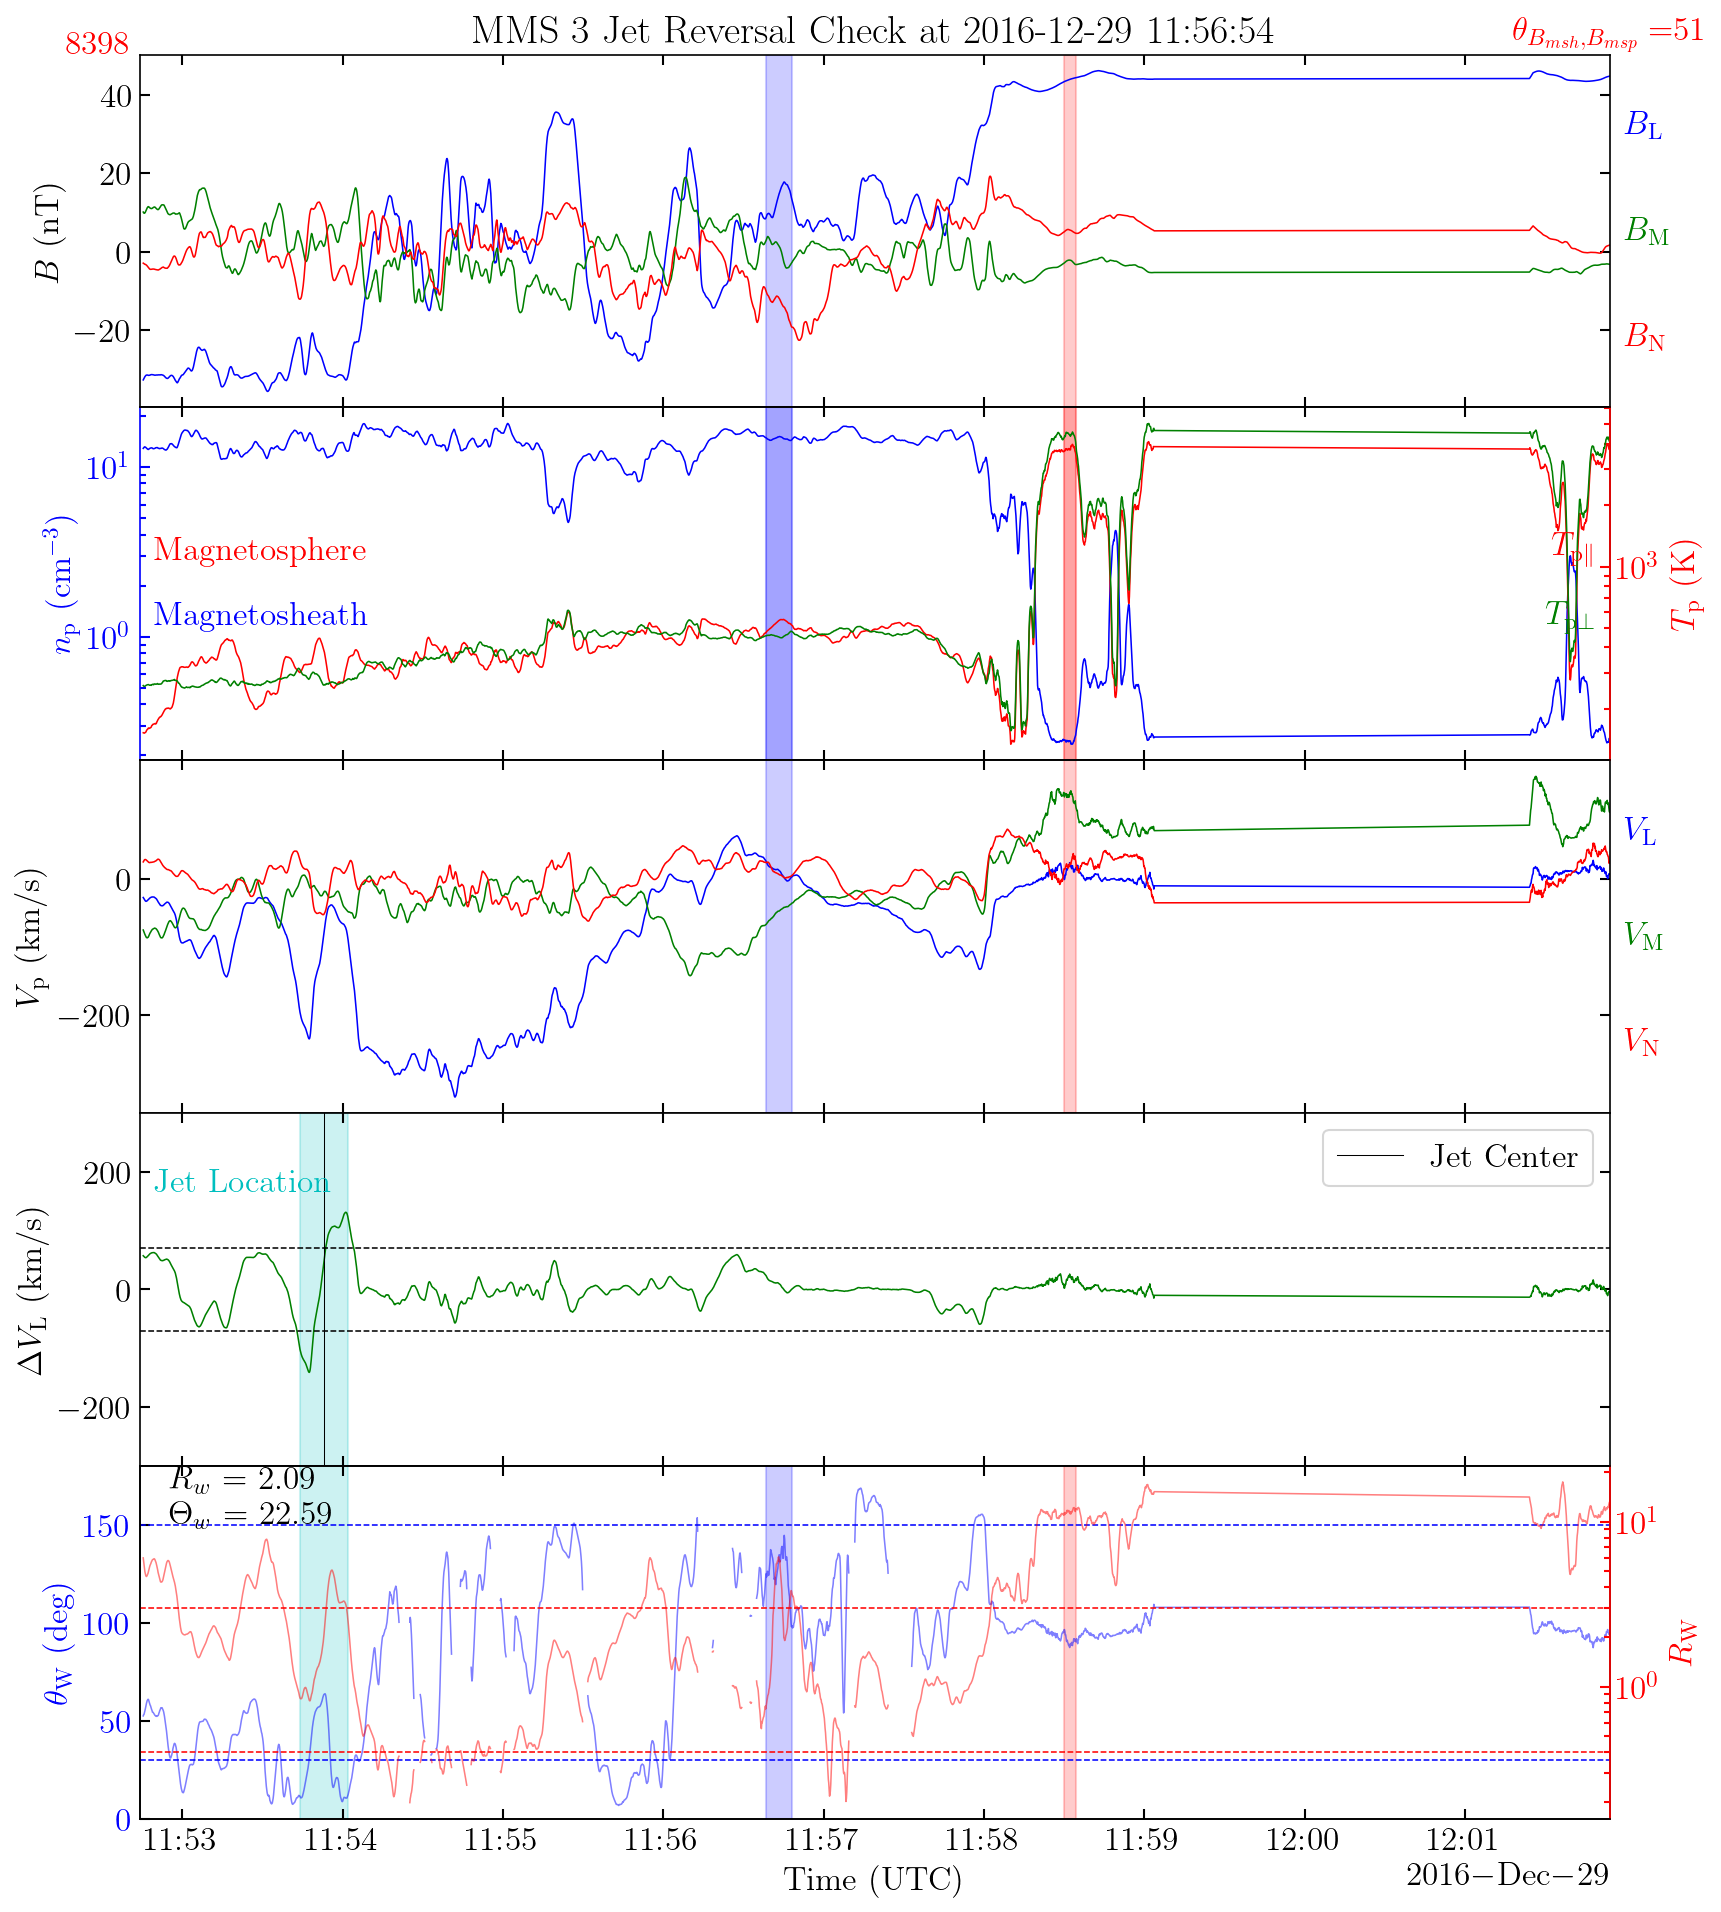 MMS 3 Jet Reversal Check at 2016-12-29 11:56:54
8398
θ_{B_{msh},B_{msp}} =51
40
20
0
−20
B (nT)
B_L
B_M
B_N
10^1
10^0
n_p (cm^{−3})
Magnetosphere
Magnetosheath
T_{p∥}
T_{p⊥}
10^3
T_p (K)
0
−200
V_p (km/s)
V_L
V_M
V_N
200
0
−200
ΔV_L (km/s)
Jet Location
Jet Center
R_w = 2.09
Θ_w = 22.59
150
100
50
0
θ_W (deg)
10^1
10^0
R_W
11:53 11:54 11:55 11:56 11:57 11:58 11:59 12:00 12:01
Time (UTC)
2016−Dec−29